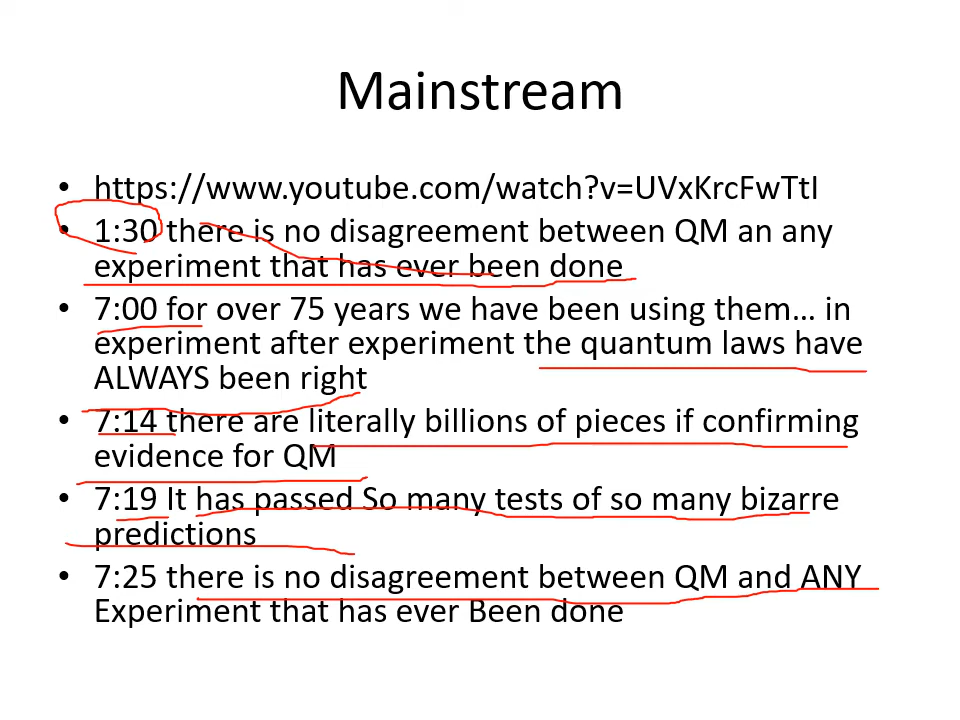 Mainstream
• https://www.youtube.com/watch?v=UVxKrcFwTtI
• 1:30 there is no disagreement between QM an any
experiment that has ever been done
• 7:00 for over 75 years we have been using them… in
experiment after experiment the quantum laws have
ALWAYS been right
• 7:14 there are literally billions of pieces if confirming
evidence for QM
• 7:19 It has passed So many tests of so many bizarre
predictions
• 7:25 there is no disagreement between QM and ANY
Experiment that has ever Been done